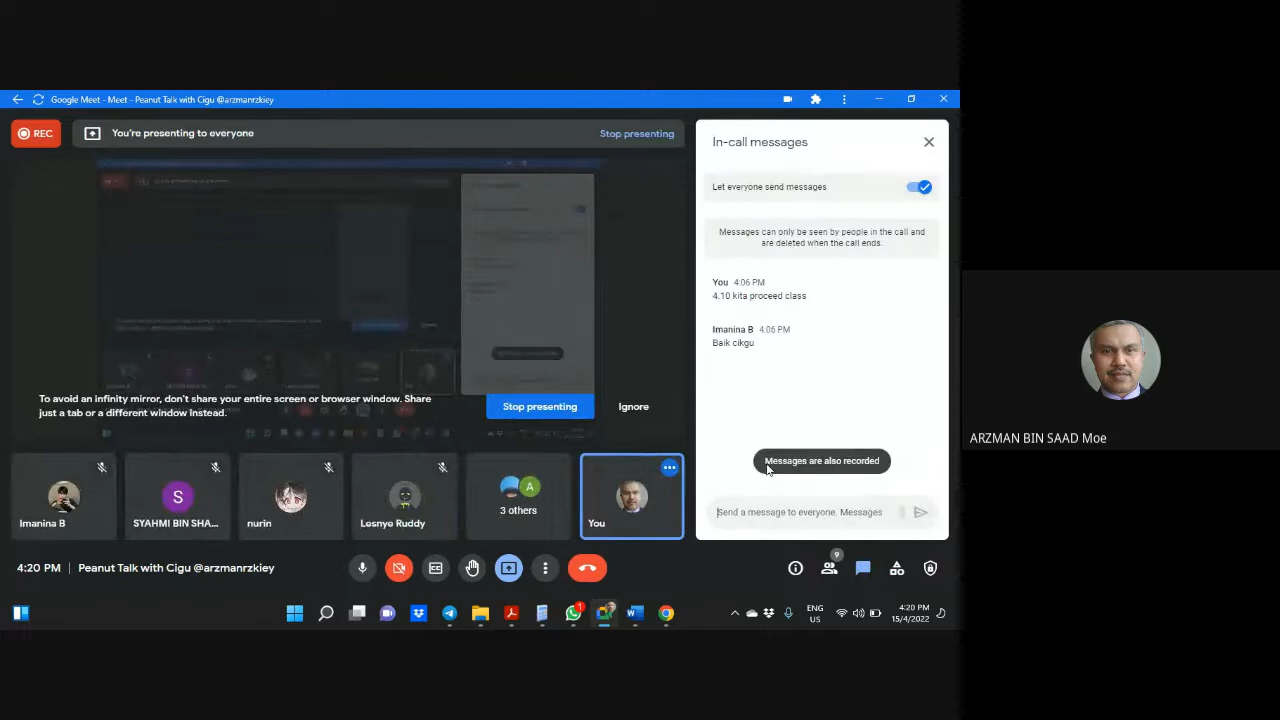 Google Meet - Meet - Peanut Talk with Cigu @arzmanrzkiey
REC
You're presenting to everyone
Stop presenting
In-call messages
Let everyone send messages
Messages can only be seen by people in the call and
are deleted when the call ends.
You 4:06 PM
4.10 kita proceed class
Imanina B 4:06 PM
Baik cikgu
To avoid an infinity mirror, don't share your entire screen or browser window. Share
just a tab or a different window instead.
Stop presenting
Ignore
Messages are also recorded
Send a message to everyone. Messages
Imanina B
S
SYAHMI BIN SHA...
nurin
Lesnye Ruddy
A
3 others
You
ARZMAN BIN SAAD Moe
4:20 PM | Peanut Talk with Cigu @arzmanrzkiey
9
1
ENG
US
4:20 PM
15/4/2022